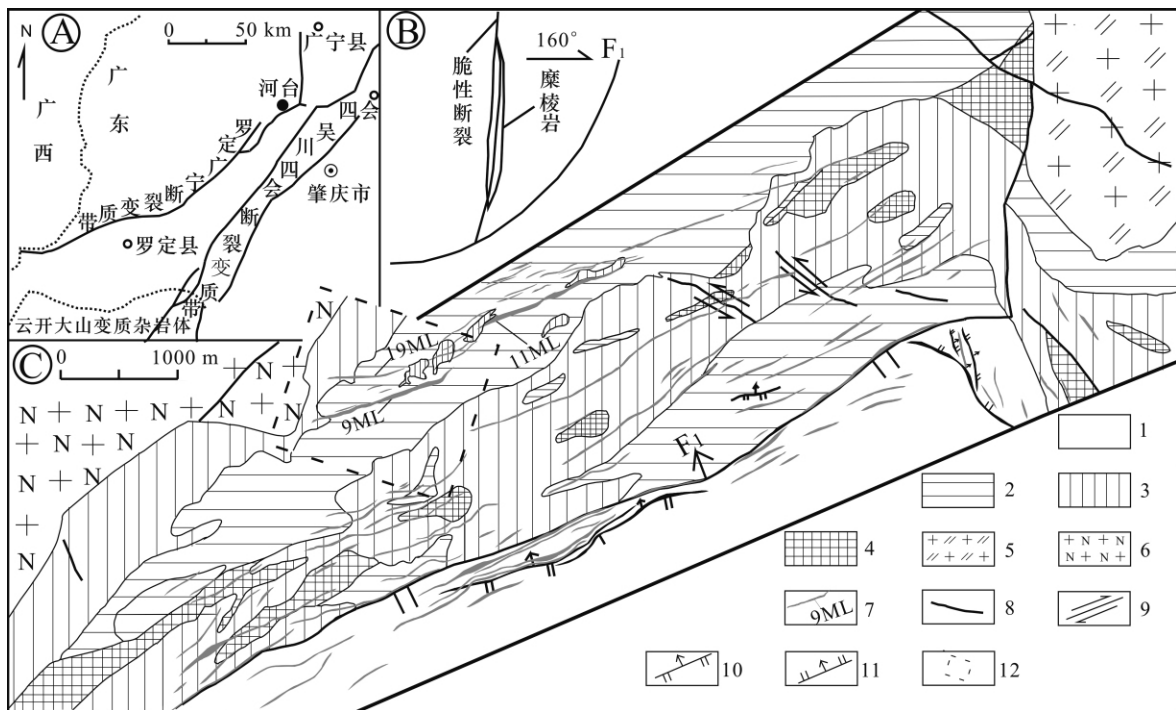 A
N
0 50 km
广宁县
广东
广西
河台
四会
罗定广宁断裂变质带
吴川四会断裂变质带
肇庆市
罗定县
云开大山变质杂岩体
B
160°
F1
脆性断裂
糜棱岩
C
0 1000 m
N
19ML
11ML
9ML
F1
1
2
3
4
5
6
7
9ML
8
9
10
11
12